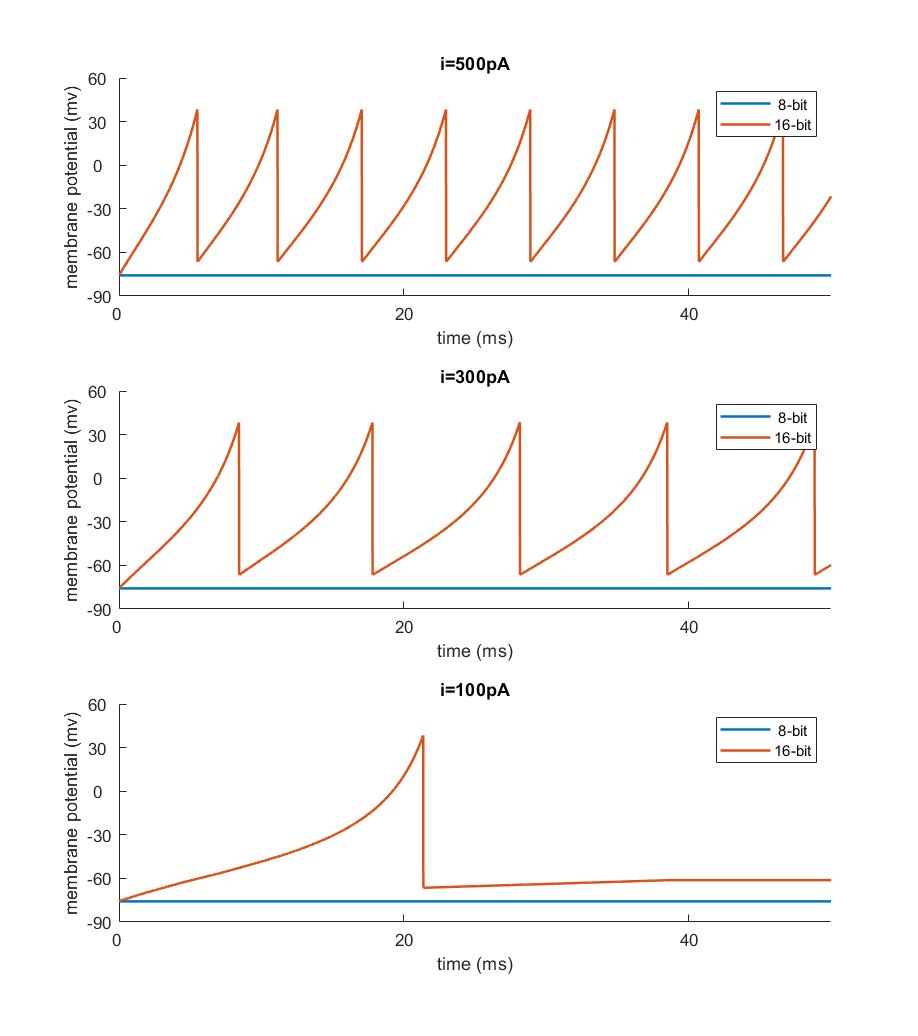 i=500pA
60
30
0
-30
-60
-90
membrane potential (mv)
8-bit
16-bit
0 20 40
time (ms)
i=300pA
60
30
0
-30
-60
-90
membrane potential (mv)
8-bit
16-bit
0 20 40
time (ms)
i=100pA
60
30
0
-30
-60
-90
membrane potential (mv)
8-bit
16-bit
0 20 40
time (ms)